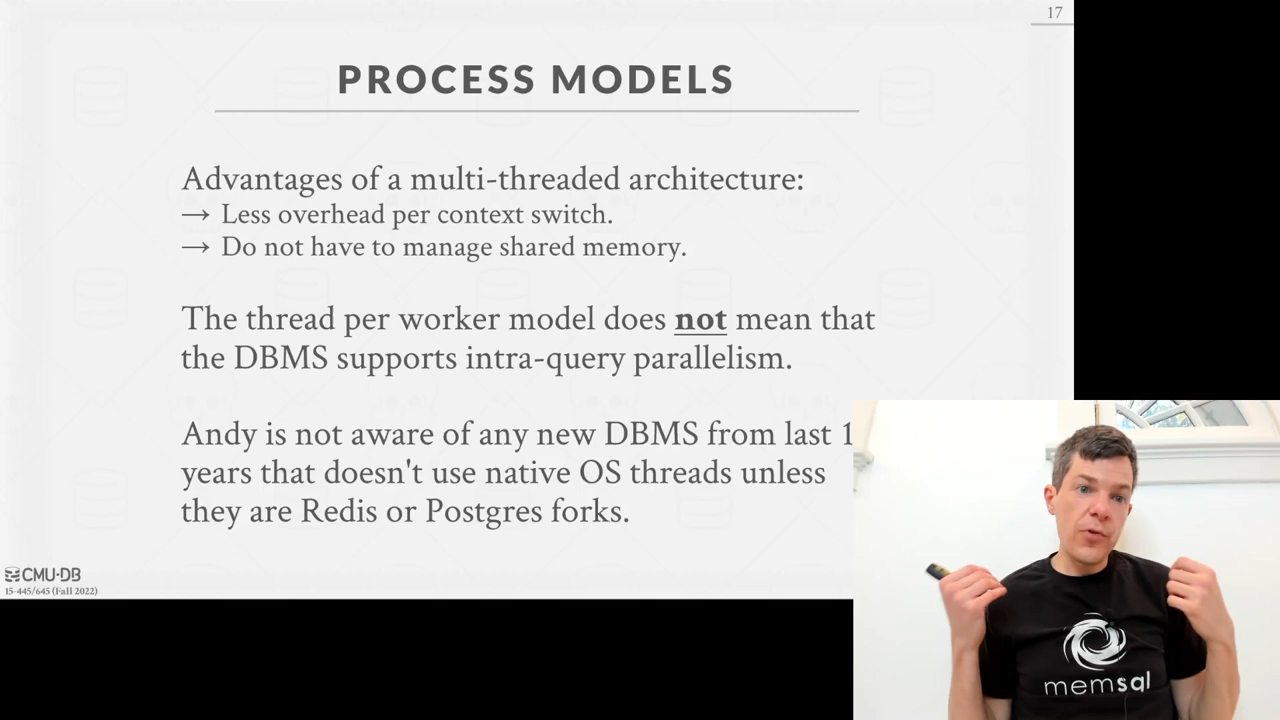 17
PROCESS MODELS
Advantages of a multi-threaded architecture:
→ Less overhead per context switch.
→ Do not have to manage shared memory.
The thread per worker model does not mean that
the DBMS supports intra-query parallelism.
Andy is not aware of any new DBMS from last 1
years that doesn't use native OS threads unless
they are Redis or Postgres forks.
CMU·DB
15-445/645 (Fall 2022)
memsql